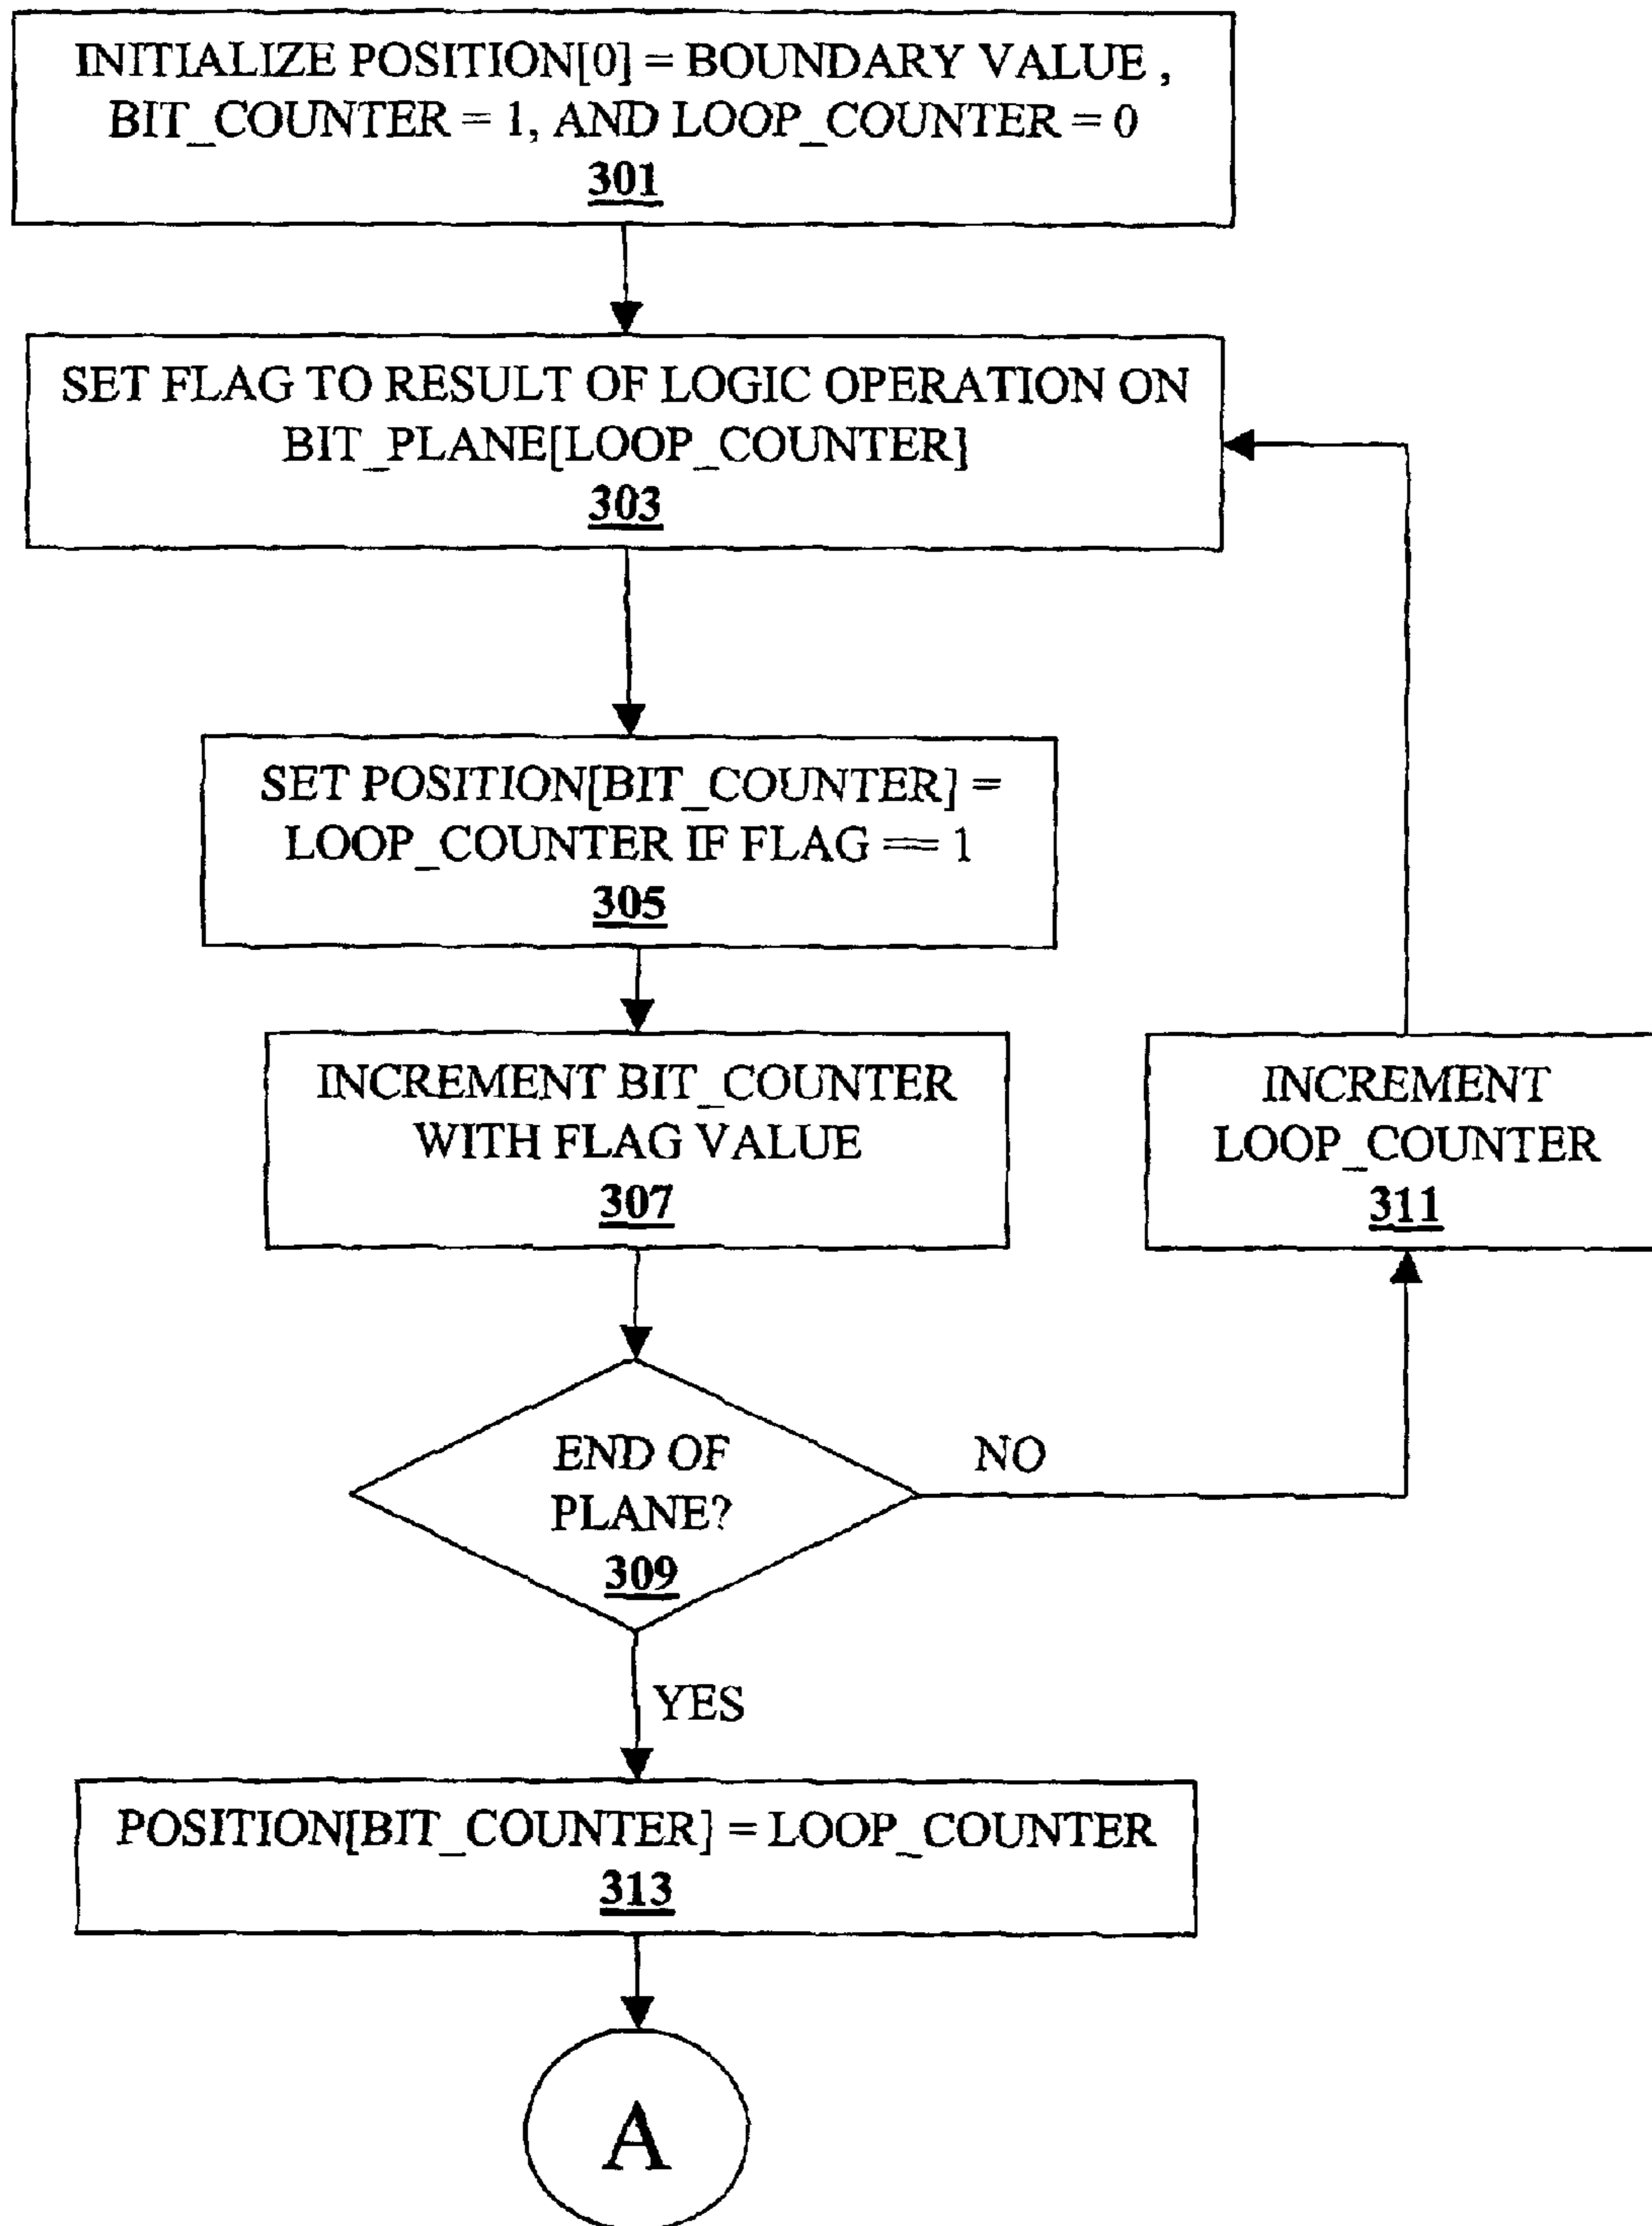 INITIALIZE POSITION[0] = BOUNDARY VALUE ,
BIT_COUNTER = 1, AND LOOP_COUNTER = 0
301
SET FLAG TO RESULT OF LOGIC OPERATION ON
BIT_PLANE[LOOP_COUNTER]
303
SET POSITION[BIT_COUNTER] =
LOOP_COUNTER IF FLAG == 1
305
INCREMENT BIT_COUNTER
WITH FLAG VALUE
307
INCREMENT
LOOP_COUNTER
311
END OF
PLANE?
309
NO
YES
POSITION[BIT_COUNTER] = LOOP_COUNTER
313
A